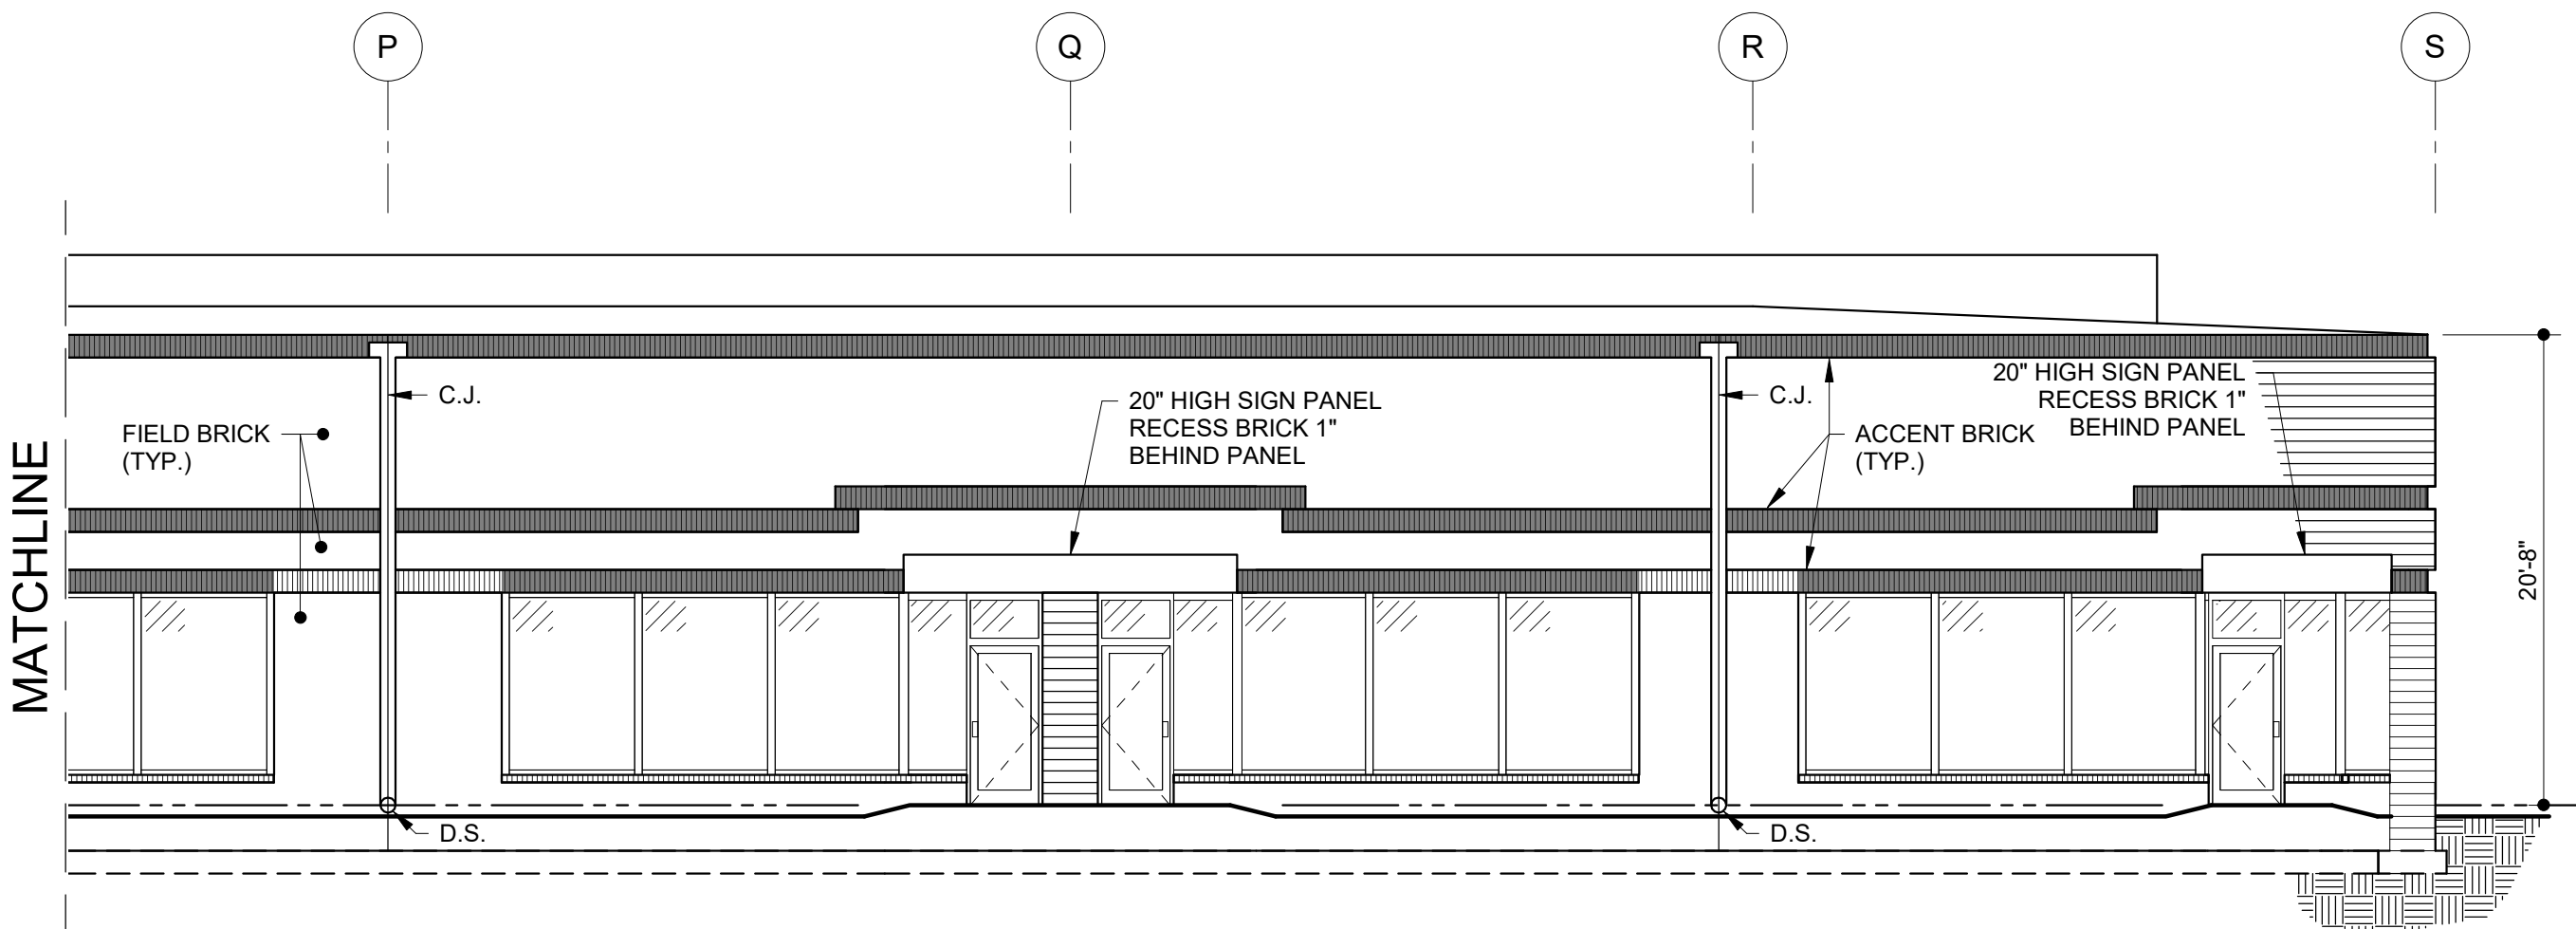 P
Q
R
S
MATCHLINE
FIELD BRICK
(TYP.)
C.J.
20" HIGH SIGN PANEL
RECESS BRICK 1"
BEHIND PANEL
C.J.
ACCENT BRICK
(TYP.)
20" HIGH SIGN PANEL
RECESS BRICK 1"
BEHIND PANEL
20'-8"
D.S.
D.S.